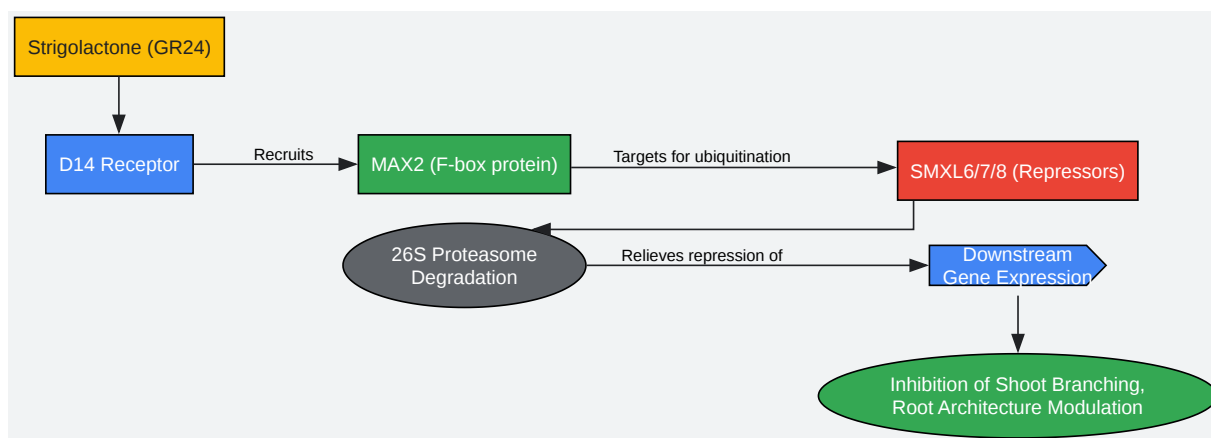 Strigolactone (GR24)
D14 Receptor
Recruits
MAX2 (F-box protein)
Targets for ubiquitination
SMXL6/7/8 (Repressors)
26S Proteasome
Degradation
Relieves repression of
Downstream
Gene Expression
Inhibition of Shoot Branching,
Root Architecture Modulation